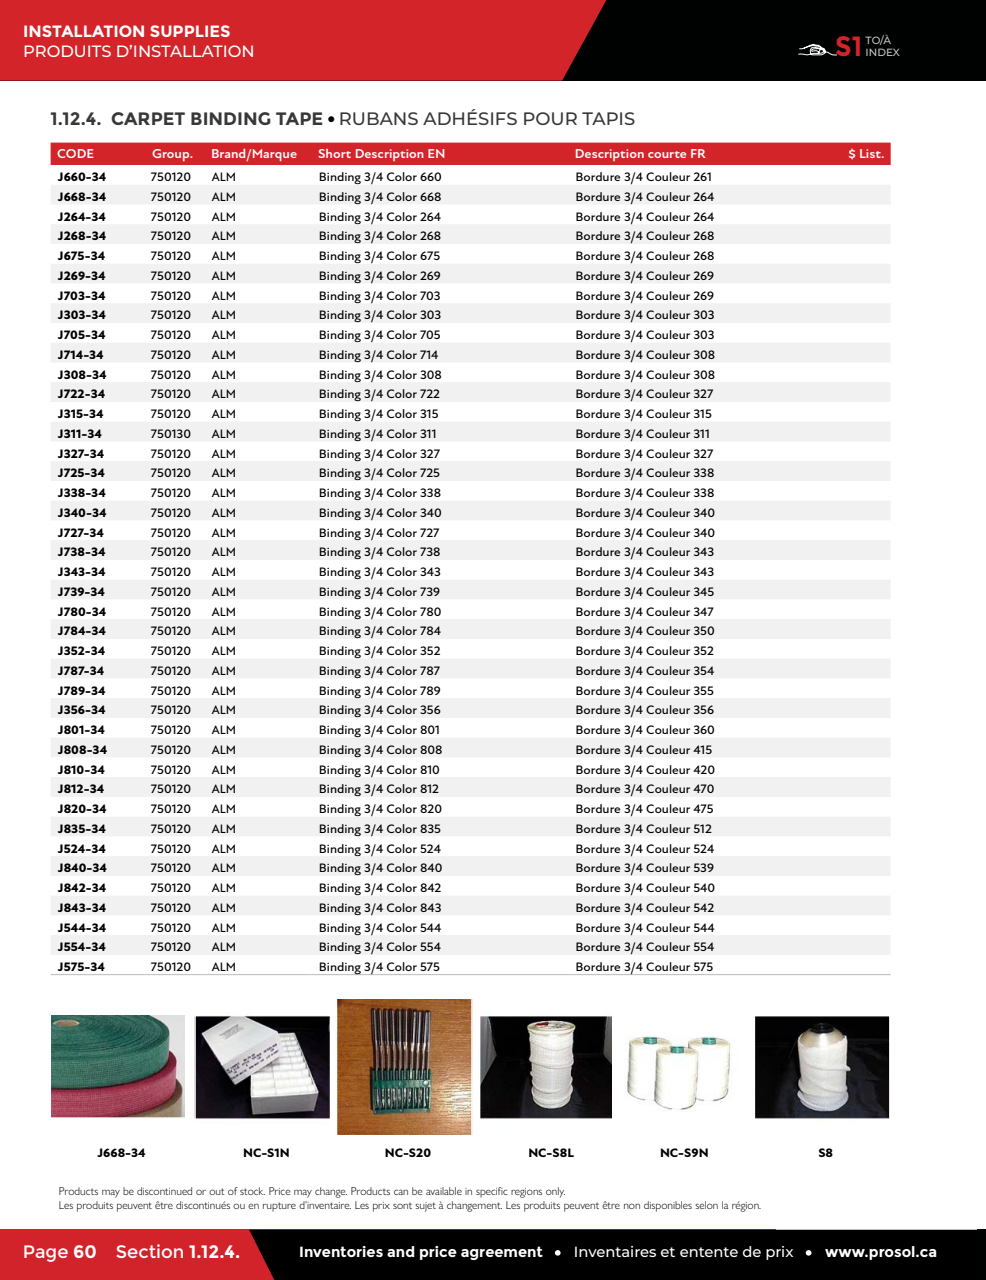 INSTALLATION SUPPLIES
PRODUITS D'INSTALLATION
S1 TO/À INDEX
1.12.4. CARPET BINDING TAPE • RUBANS ADHÉSIFS POUR TAPIS
CODE Group. Brand/Marque Short Description EN Description courte FR $ List.
J660-34 750120 ALM Binding 3/4 Color 660 Bordure 3/4 Couleur 261
J668-34 750120 ALM Binding 3/4 Color 668 Bordure 3/4 Couleur 264
J264-34 750120 ALM Binding 3/4 Color 264 Bordure 3/4 Couleur 264
J268-34 750120 ALM Binding 3/4 Color 268 Bordure 3/4 Couleur 268
J675-34 750120 ALM Binding 3/4 Color 675 Bordure 3/4 Couleur 268
J269-34 750120 ALM Binding 3/4 Color 269 Bordure 3/4 Couleur 269
J703-34 750120 ALM Binding 3/4 Color 703 Bordure 3/4 Couleur 269
J303-34 750120 ALM Binding 3/4 Color 303 Bordure 3/4 Couleur 303
J705-34 750120 ALM Binding 3/4 Color 705 Bordure 3/4 Couleur 303
J714-34 750120 ALM Binding 3/4 Color 714 Bordure 3/4 Couleur 308
J308-34 750120 ALM Binding 3/4 Color 308 Bordure 3/4 Couleur 308
J722-34 750120 ALM Binding 3/4 Color 722 Bordure 3/4 Couleur 327
J315-34 750120 ALM Binding 3/4 Color 315 Bordure 3/4 Couleur 315
J311-34 750130 ALM Binding 3/4 Color 311 Bordure 3/4 Couleur 311
J327-34 750120 ALM Binding 3/4 Color 327 Bordure 3/4 Couleur 327
J725-34 750120 ALM Binding 3/4 Color 725 Bordure 3/4 Couleur 338
J338-34 750120 ALM Binding 3/4 Color 338 Bordure 3/4 Couleur 338
J340-34 750120 ALM Binding 3/4 Color 340 Bordure 3/4 Couleur 340
J727-34 750120 ALM Binding 3/4 Color 727 Bordure 3/4 Couleur 340
J738-34 750120 ALM Binding 3/4 Color 738 Bordure 3/4 Couleur 343
J343-34 750120 ALM Binding 3/4 Color 343 Bordure 3/4 Couleur 343
J739-34 750120 ALM Binding 3/4 Color 739 Bordure 3/4 Couleur 345
J780-34 750120 ALM Binding 3/4 Color 780 Bordure 3/4 Couleur 347
J784-34 750120 ALM Binding 3/4 Color 784 Bordure 3/4 Couleur 350
J352-34 750120 ALM Binding 3/4 Color 352 Bordure 3/4 Couleur 352
J787-34 750120 ALM Binding 3/4 Color 787 Bordure 3/4 Couleur 354
J789-34 750120 ALM Binding 3/4 Color 789 Bordure 3/4 Couleur 355
J356-34 750120 ALM Binding 3/4 Color 356 Bordure 3/4 Couleur 356
J801-34 750120 ALM Binding 3/4 Color 801 Bordure 3/4 Couleur 360
J808-34 750120 ALM Binding 3/4 Color 808 Bordure 3/4 Couleur 415
J810-34 750120 ALM Binding 3/4 Color 810 Bordure 3/4 Couleur 420
J812-34 750120 ALM Binding 3/4 Color 812 Bordure 3/4 Couleur 470
J820-34 750120 ALM Binding 3/4 Color 820 Bordure 3/4 Couleur 475
J835-34 750120 ALM Binding 3/4 Color 835 Bordure 3/4 Couleur 512
J524-34 750120 ALM Binding 3/4 Color 524 Bordure 3/4 Couleur 524
J840-34 750120 ALM Binding 3/4 Color 840 Bordure 3/4 Couleur 539
J842-34 750120 ALM Binding 3/4 Color 842 Bordure 3/4 Couleur 540
J843-34 750120 ALM Binding 3/4 Color 843 Bordure 3/4 Couleur 542
J544-34 750120 ALM Binding 3/4 Color 544 Bordure 3/4 Couleur 544
J554-34 750120 ALM Binding 3/4 Color 554 Bordure 3/4 Couleur 554
J575-34 750120 ALM Binding 3/4 Color 575 Bordure 3/4 Couleur 575
J668-34 NC-S1N NC-S20 NC-S8L NC-S9N S8
Products may be discontinued or out of stock. Price may change. Products can be available in specific regions only.
Les produits peuvent être discontinués ou en rupture d'inventaire. Les prix sont sujet à changement. Les produits peuvent être non disponibles selon la région.
Page 60 Section 1.12.4. Inventories and price agreement • Inventaires et entente de prix • www.prosol.ca